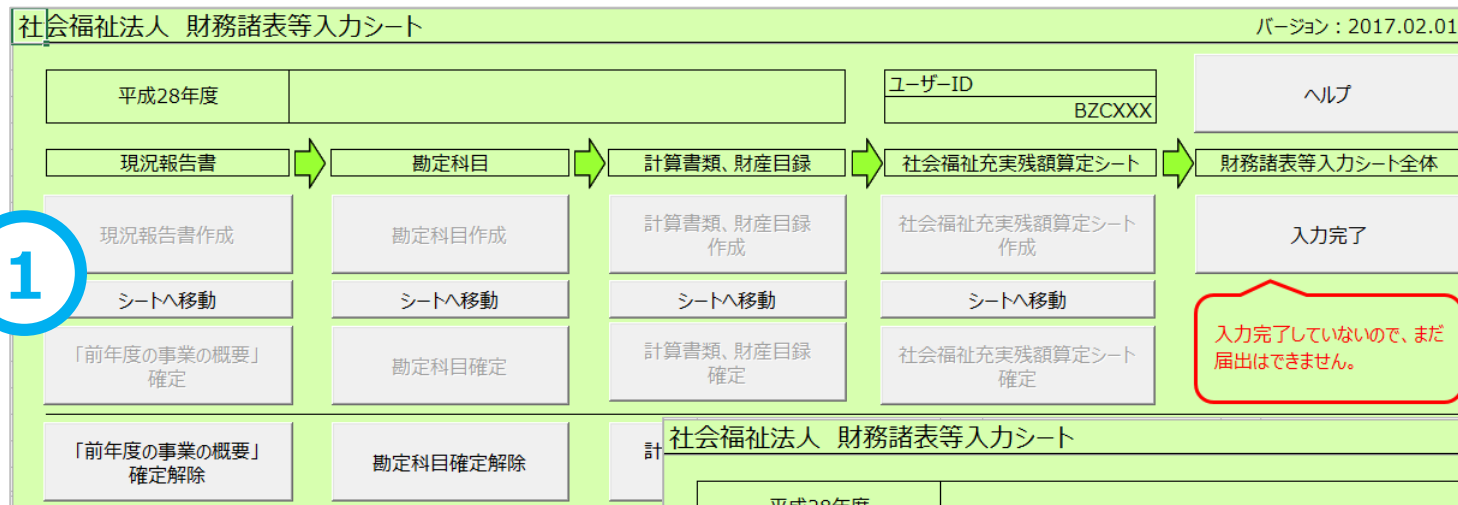 社会福祉法人 財務諸表等入力シート
バージョン：2017.02.01
平成28年度
ユーザーID
BZCXXX
ヘルプ
現況報告書
勘定科目
計算書類、財産目録
社会福祉充実残額算定シート
財務諸表等入力シート全体
1
現況報告書作成
勘定科目作成
計算書類、財産目録
作成
社会福祉充実残額算定シート
作成
入力完了
シートへ移動
シートへ移動
シートへ移動
シートへ移動
「前年度の事業の概要」
確定
勘定科目確定
計算書類、財産目録
確定
社会福祉充実残額算定シート
確定
入力完了していないので、まだ
届出はできません。
「前年度の事業の概要」
確定解除
勘定科目確定解除
計
社会福祉法人 財務諸表等入力シート
平成28年度